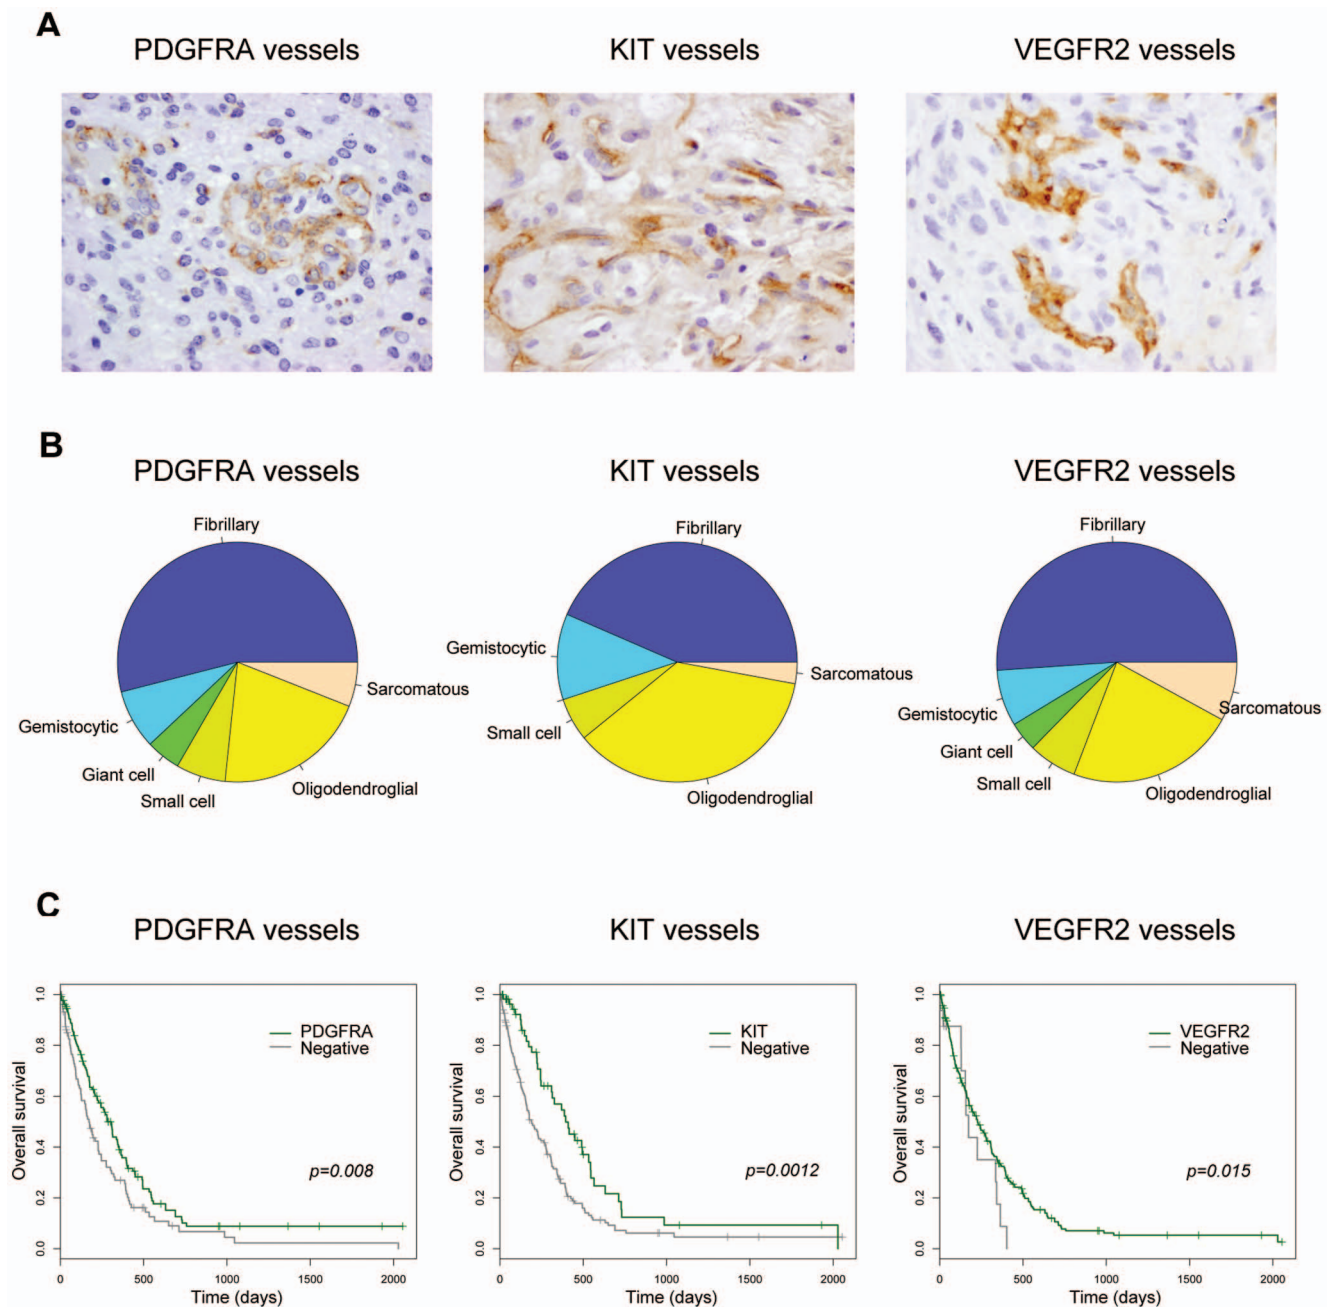 A
PDGFRA vessels
KIT vessels
VEGFR2 vessels
B
PDGFRA vessels
KIT vessels
VEGFR2 vessels
Fibrillary
Gemistocytic
Giant cell
Small cell
Oligodendroglial
Sarcomatous
Fibrillary
Gemistocytic
Small cell
Oligodendroglial
Sarcomatous
Fibrillary
Gemistocytic
Giant cell
Small cell
Oligodendroglial
Sarcomatous
C
PDGFRA vessels
KIT vessels
VEGFR2 vessels
Overall survival
1.0
0.8
0.6
0.4
0.2
0.0
PDGFRA
Negative
p=0.008
0 500 1000 1500 2000
Time (days)
Overall survival
1.0
0.8
0.6
0.4
0.2
0.0
KIT
Negative
p=0.0012
0 500 1000 1500 2000
Time (days)
Overall survival
1.0
0.8
0.6
0.4
0.2
0.0
VEGFR2
Negative
p=0.015
0 500 1000 1500 2000
Time (days)